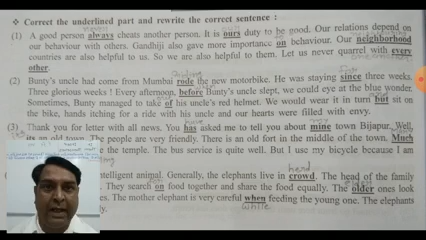 ❖ Correct the underlined part and rewrite the correct sentence :
(1) A good person always cheats another person. It is ours duty to be good. Our relations depend on
our behaviour with others. Gandhiji also gave more importance on behaviour. Our neighborhood
countries are also helpful to us. So we are also helpful to them. Let us never quarrel with every
other.
(2) Bunty's uncle had come from Mumbai rode the new motorbike. He was staying since three weeks.
Three glorious weeks ! Every afternoon, before Bunty's uncle slept, we could eye at the blue wonder.
Sometimes, Bunty managed to take of his uncle's red helmet. We would wear it in turn but sit on
the bike, hands itching for a ride with his uncle and our hearts were filled with envy.
(3) Thank you for letter with all news. You has asked me to tell you about mine town Bijapur. Well,
its an old town. The people are very friendly. There is an old fort in the middle of the town. Much
the temple. The bus service is quite well. But I use my bicycle because I am
telligent animal. Generally, the elephants live in crowd. The head of the family
. They search on food together and share the food equally. The older ones look
es. The mother elephant is very careful when feeding the young one. The elephants
ly.
herd
while